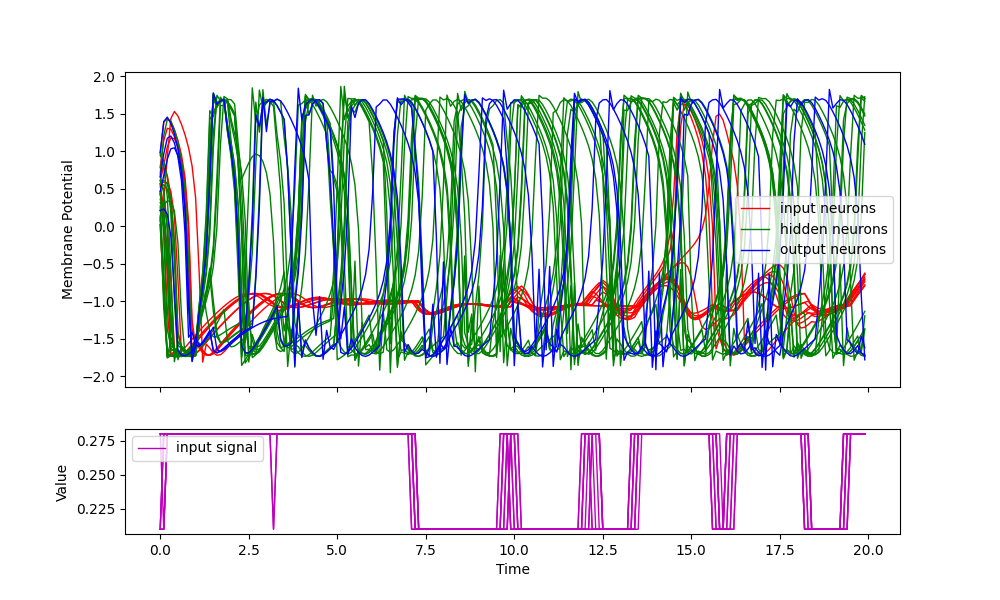 2.0
1.5
1.0
0.5
0.0
−0.5
−1.0
−1.5
−2.0
Membrane Potential
input neurons
hidden neurons
output neurons
0.275
0.250
0.225
Value
input signal
0.0 2.5 5.0 7.5 10.0 12.5 15.0 17.5 20.0
Time